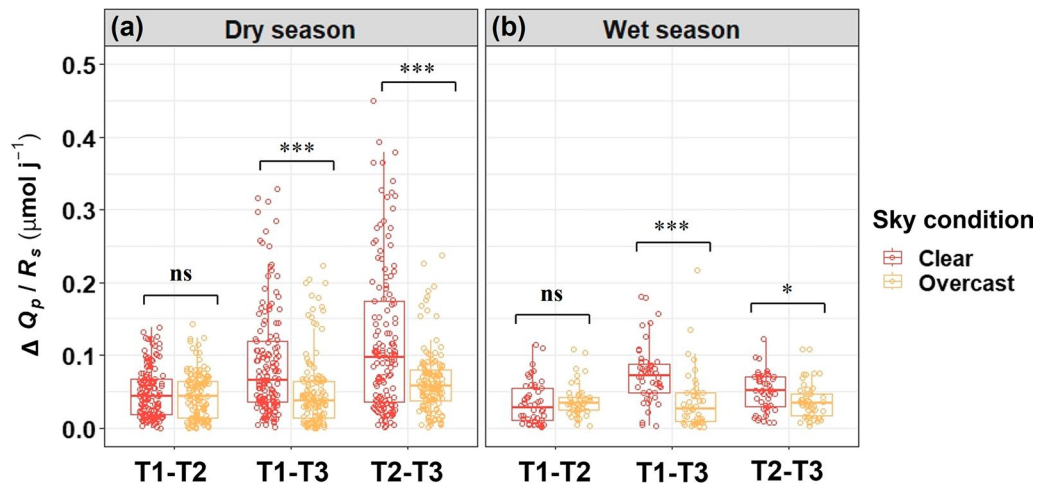 (a) Dry season
(b) Wet season
0.5
0.4
0.3
0.2
0.1
0.0
Δ Qp / Rs (µmol j⁻¹)
ns
***
***
ns
***
*
T1-T2
T1-T3
T2-T3
T1-T2
T1-T3
T2-T3
Sky condition
Clear
Overcast